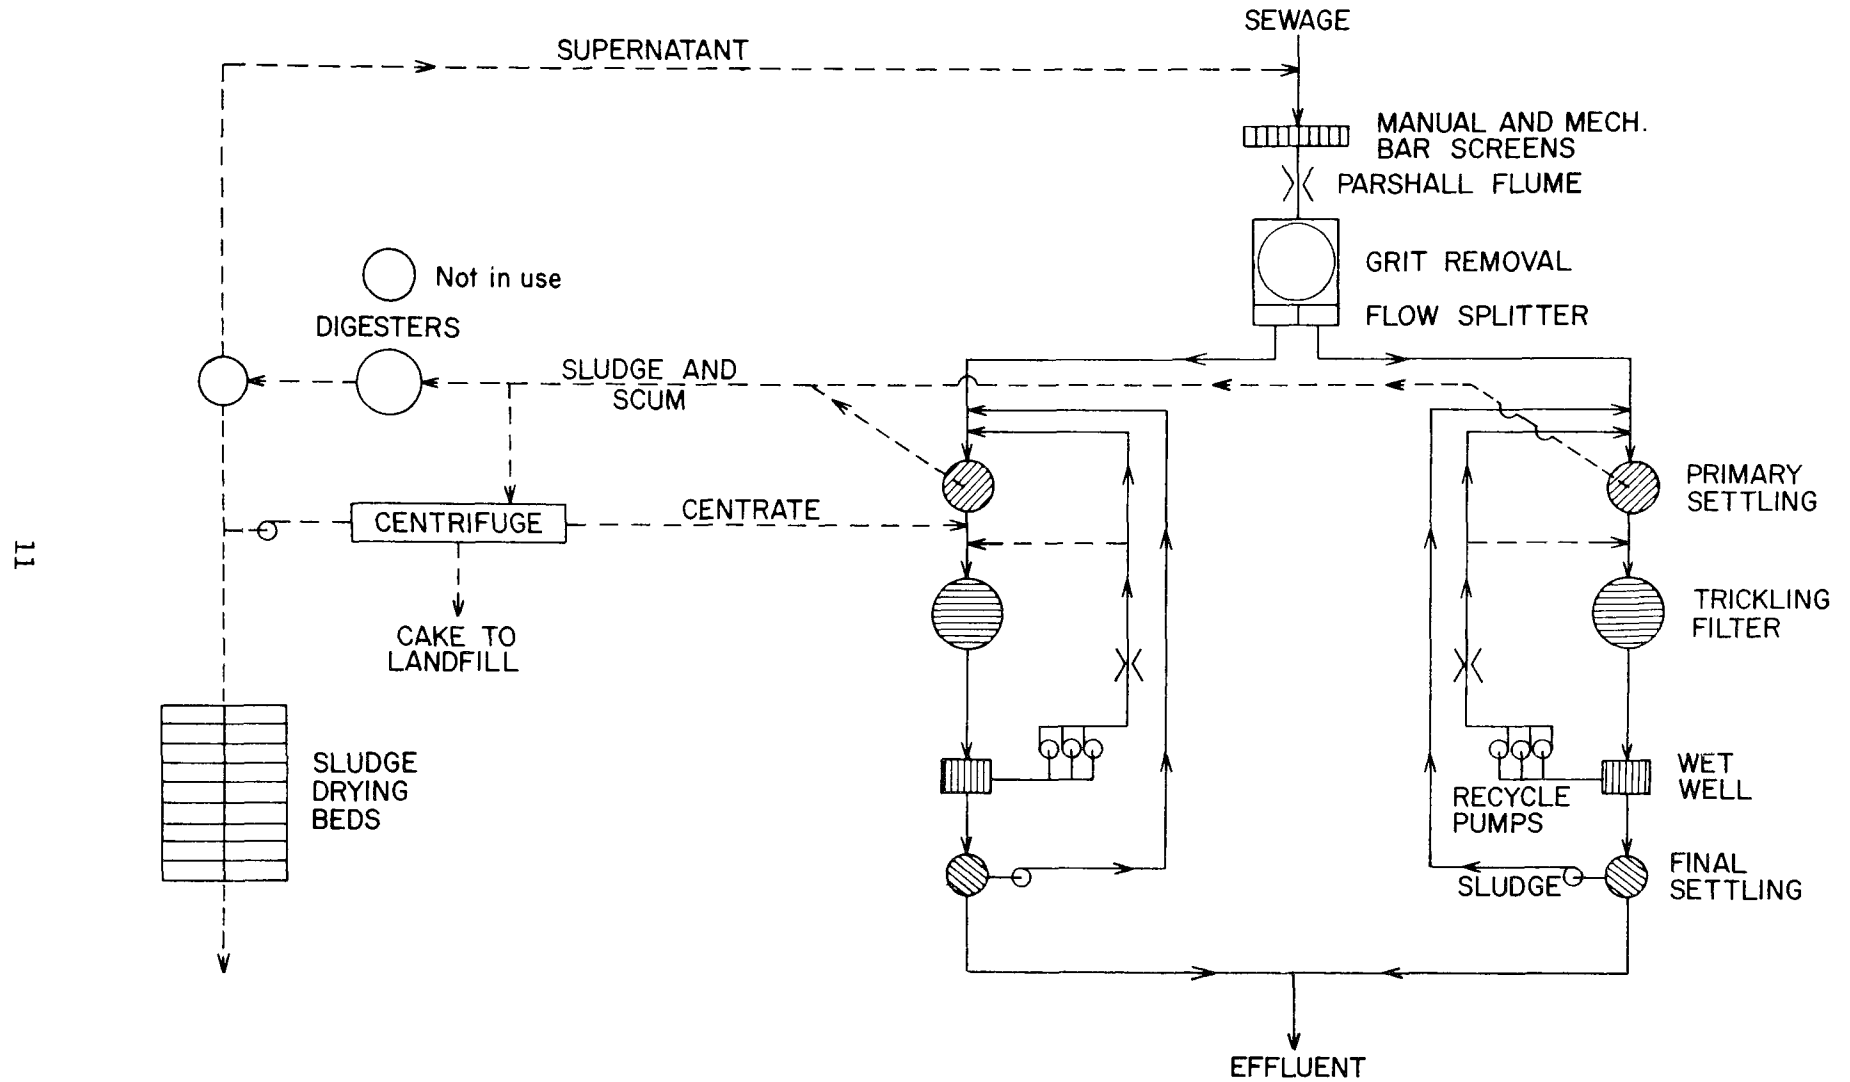 SEWAGE
SUPERNATANT
MANUAL AND MECH.
BAR SCREENS
PARSHALL FLUME
GRIT REMOVAL
Not in use
FLOW SPLITTER
DIGESTERS
SLUDGE AND
SCUM
PRIMARY
SETTLING
CENTRATE
CENTRIFUGE
11
TRICKLING
FILTER
CAKE TO
LANDFILL
SLUDGE
DRYING
BEDS
WET
WELL
RECYCLE
PUMPS
FINAL
SETTLING
SLUDGE
EFFLUENT